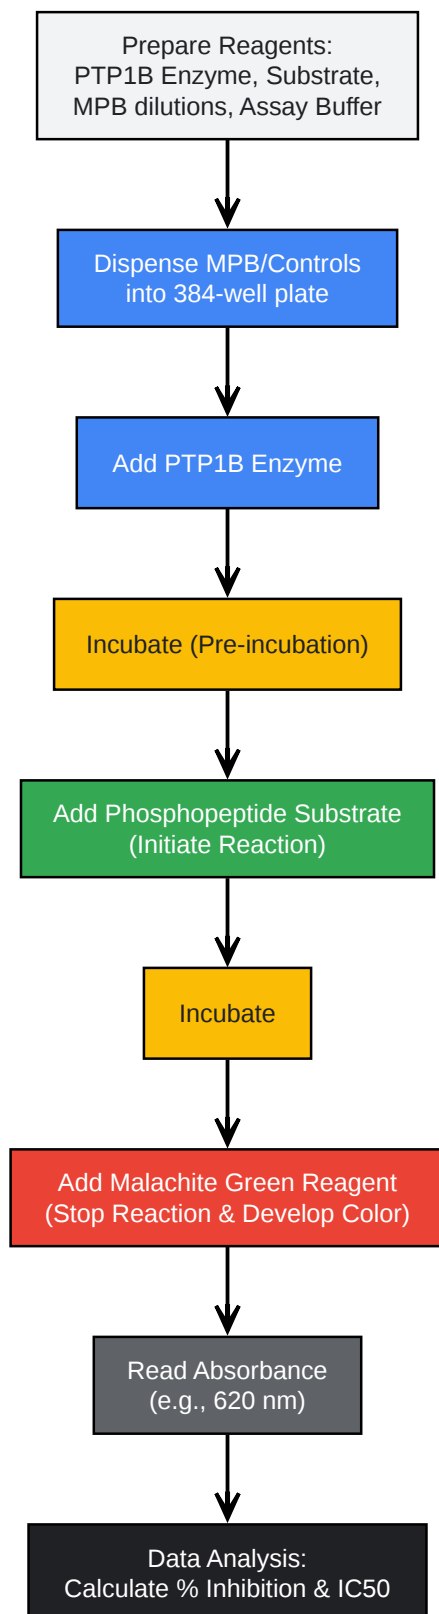 Prepare Reagents:
PTP1B Enzyme, Substrate,
MPB dilutions, Assay Buffer
Dispense MPB/Controls
into 384-well plate
Add PTP1B Enzyme
Incubate (Pre-incubation)
Add Phosphopeptide Substrate
(Initiate Reaction)
Incubate
Add Malachite Green Reagent
(Stop Reaction & Develop Color)
Read Absorbance
(e.g., 620 nm)
Data Analysis:
Calculate % Inhibition & IC50